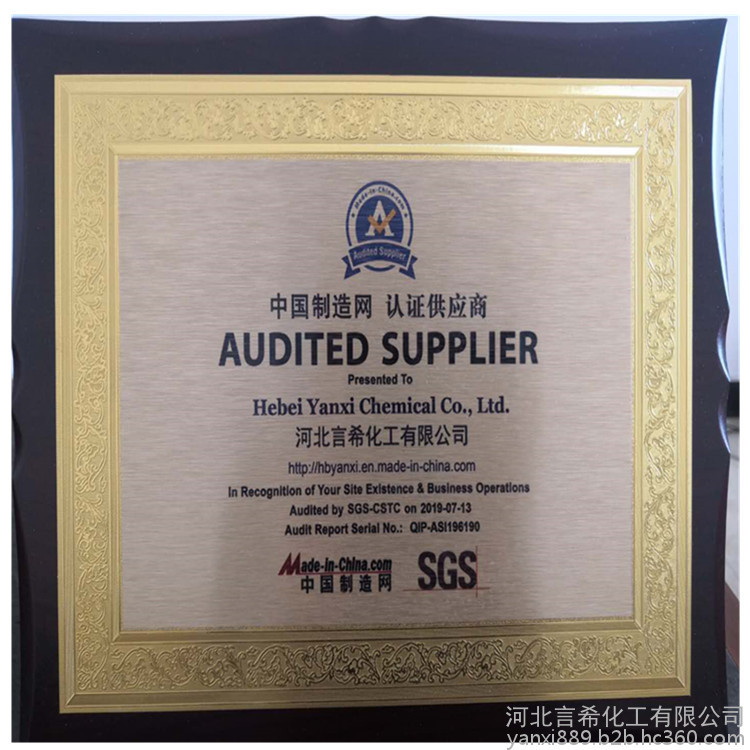 Made-in-China.com
A
Audited Supplier
中国制造网 认证供应商
AUDITED SUPPLIER
Presented To
Hebei Yanxi Chemical Co., Ltd.
河北言希化工有限公司
http://hbyanxi.en.made-in-china.com
In Recognition of Your Site Existence & Business Operations
Audited by SGS-CSTC on 2019-07-13
Audit Report Serial No.: QIP-ASI196190
Made-in-China.com
中国制造网
SGS
河北言希化工有限公司
yanxi889.b2b.hc360.com